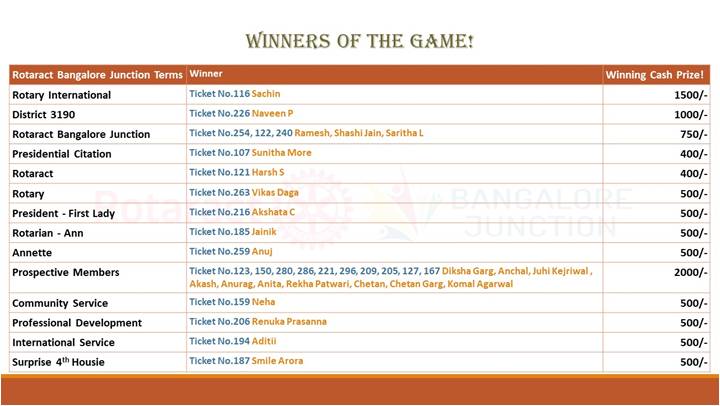 WINNERS OF THE GAME!
Rotaract Bangalore Junction Terms Winner Winning Cash Prize!
Rotary International Ticket No.116 Sachin 1500/-
District 3190 Ticket No.226 Naveen P 1000/-
Rotaract Bangalore Junction Ticket No.254, 122, 240 Ramesh, Shashi Jain, Saritha L 750/-
Presidential Citation Ticket No.107 Sunitha More 400/-
Rotaract Ticket No.121 Harsh S 400/-
Rotary Ticket No.263 Vikas Daga 500/-
President - First Lady Ticket No.216 Akshata C 500/-
Rotarian - Ann Ticket No.185 Jainik 500/-
Annette Ticket No.259 Anuj 500/-
Prospective Members Ticket No.123, 150, 280, 286, 221, 296, 209, 205, 127, 167 Diksha Garg, Anchal, Juhi Kejriwal , 2000/-
Akash, Anurag, Anita, Rekha Patwari, Chetan, Chetan Garg, Komal Agarwal
Community Service Ticket No.159 Neha 500/-
Professional Development Ticket No.206 Renuka Prasanna 500/-
International Service Ticket No.194 Aditii 500/-
Surprise 4th Housie Ticket No.187 Smile Arora 500/-
Rotaract
BANGALORE
JUNCTION